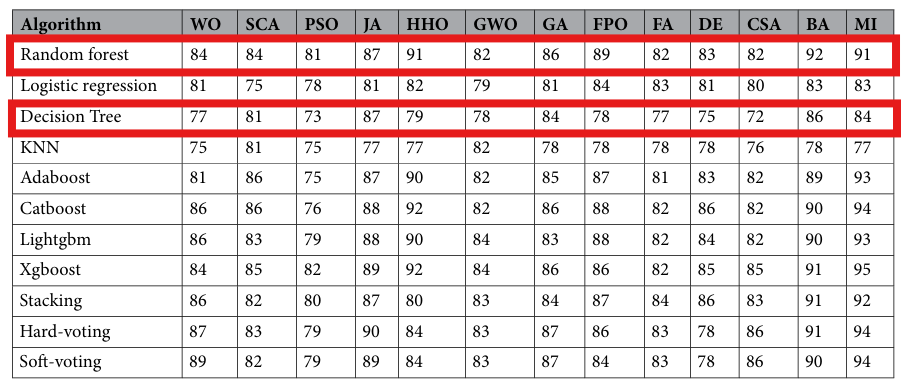 Algorithm WO SCA PSO JA HHO GWO GA FPO FA DE CSA BA MI
Random forest 84 84 81 87 91 82 86 89 82 83 82 92 91
Logistic regression 81 75 78 81 82 79 81 84 83 81 80 83 83
Decision Tree 77 81 73 87 79 78 84 78 77 75 72 86 84
KNN 75 81 75 77 77 82 78 78 78 78 76 78 77
Adaboost 81 86 75 87 90 82 85 87 81 83 82 89 93
Catboost 86 86 76 88 92 82 86 88 82 86 82 90 94
Lightgbm 86 83 79 88 90 84 83 88 82 84 82 90 93
Xgboost 84 85 82 89 92 84 86 86 82 85 85 91 95
Stacking 86 82 80 87 80 83 84 87 84 86 83 91 92
Hard-voting 87 83 79 90 84 83 87 86 83 78 86 91 94
Soft-voting 89 82 79 89 84 83 87 84 83 78 86 90 94